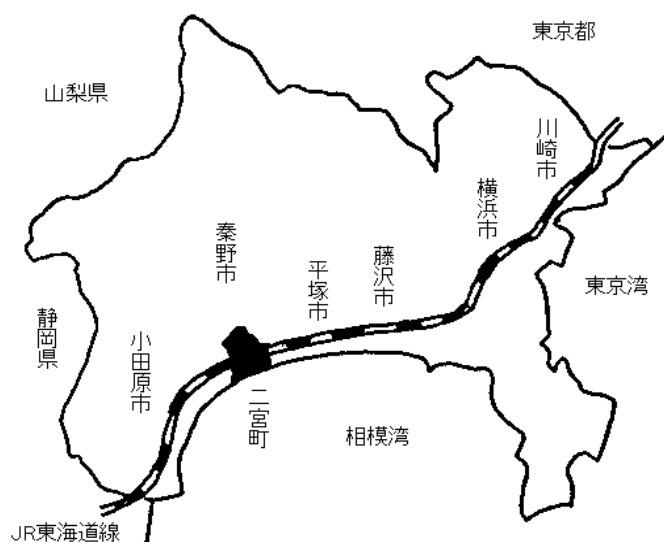 東京都
山梨県
川崎市
横浜市
秦野市
藤沢市
平塚市
東京湾
静岡県
小田原市
二宮町
相模湾
JR東海道線